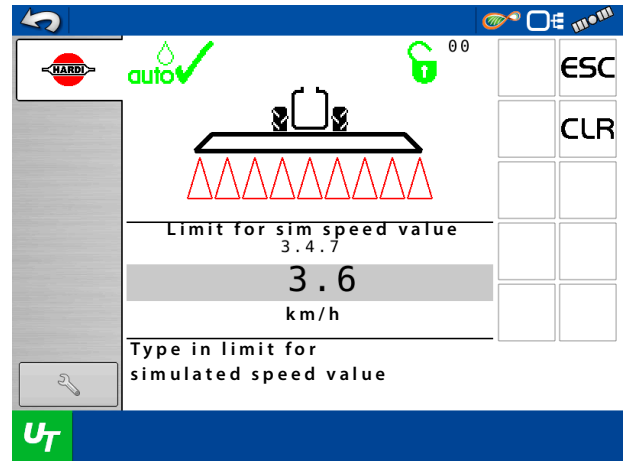 HARDI
auto
00
ESC
CLR
Limit for sim speed value
3.4.7
3.6
km/h
Type in limit for
simulated speed value
UT